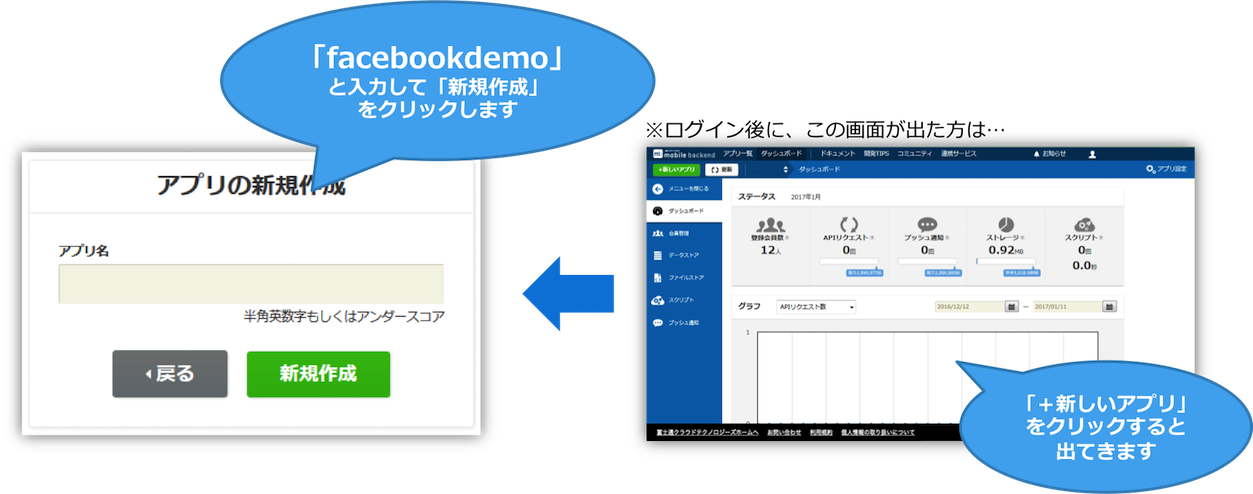 「facebookdemo」
と入力して「新規作成」
をクリックします
アプリの新規作成
アプリ名
半角英数字もしくはアンダースコア
戻る
新規作成
※ログイン後に、この画面が出た方は…
mobile backend アプリ一覧 ダッシュボード ドキュメント 開発TIPS コミュニティ 連携サービス お知らせ
+新しいアプリ 更新 ダッシュボード アプリ設定
メニューを閉じる
ダッシュボード
会員管理
データストア
ファイルストア
スクリプト
プッシュ通知
ステータス 2017年1月
登録会員数 APIリクエスト プッシュ通知 ストレージ スクリプト
12人 0回 0回 0.92MB 0回
0.0秒
グラフ APIリクエスト数 2016/12/12 － 2017/01/11
1
0
富士通クラウドテクノロジーズホームへ お問い合わせ 利用規約 個人情報の取り扱いについて
「＋新しいアプリ」
をクリックすると
出てきます